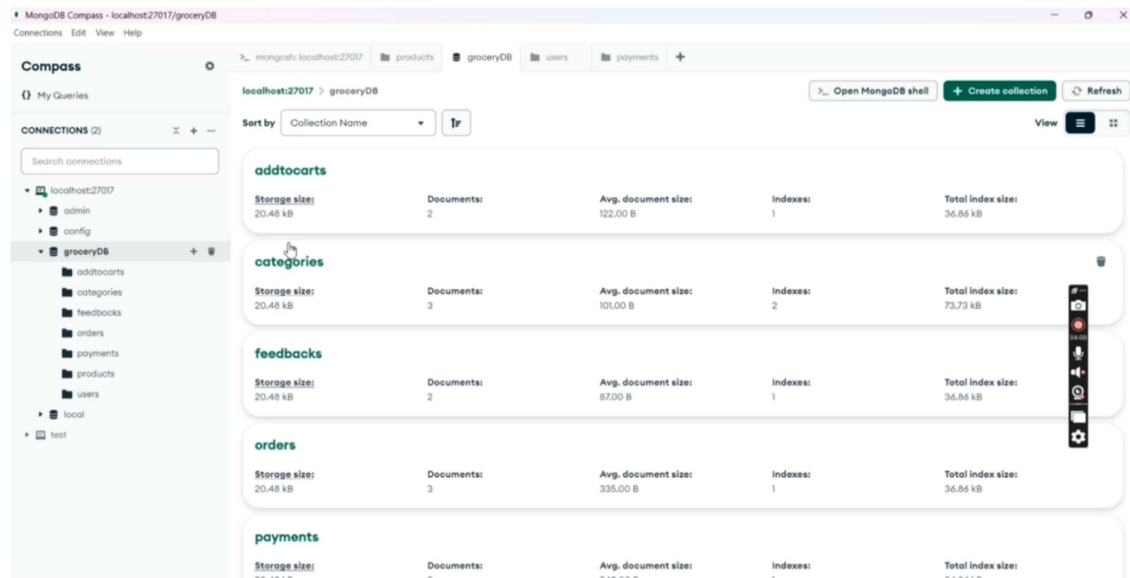 MongoDB Compass - localhost:27017/groceryDB
Connections Edit View Help
Compass
{} My Queries
CONNECTIONS (2)
Search connections
localhost:27017
admin
config
groceryDB
addtocarts
categories
feedbacks
orders
payments
products
users
local
test
>_ mongosh: localhost:27017 products groceryDB users payments
localhost:27017 > groceryDB
>_ Open MongoDB shell + Create collection Refresh
Sort by Collection Name View
addtocarts
Storage size: Documents: Avg. document size: Indexes: Total index size:
20.48 kB 2 122.00 B 1 36.86 kB
categories
Storage size: Documents: Avg. document size: Indexes: Total index size:
20.48 kB 3 101.00 B 2 73.73 kB
feedbacks
Storage size: Documents: Avg. document size: Indexes: Total index size:
20.48 kB 2 87.00 B 1 36.86 kB
orders
Storage size: Documents: Avg. document size: Indexes: Total index size:
20.48 kB 3 335.00 B 1 36.86 kB
payments
Storage size: Documents: Avg. document size: Indexes: Total index size:
04:00